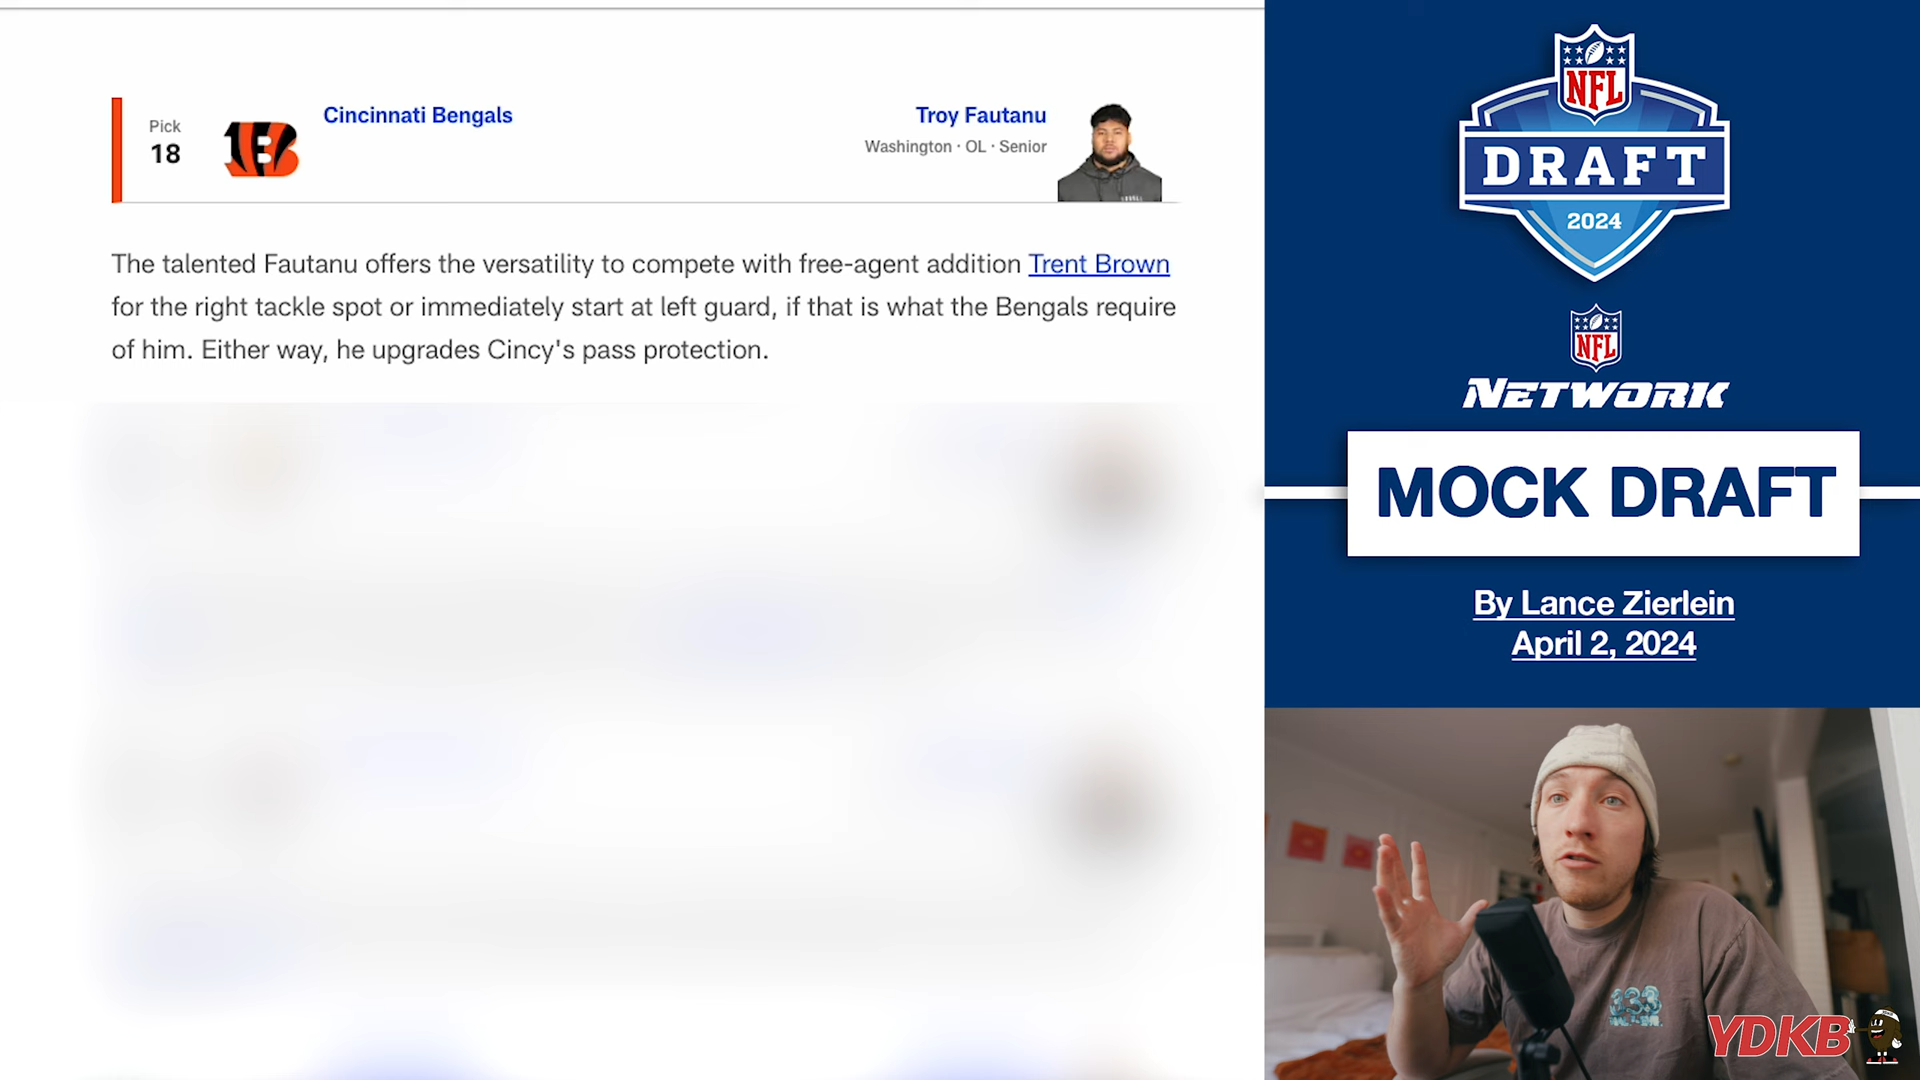 Pick
18
Cincinnati Bengals
Troy Fautanu
Washington · OL · Senior
The talented Fautanu offers the versatility to compete with free-agent addition Trent Brown
for the right tackle spot or immediately start at left guard, if that is what the Bengals require
of him. Either way, he upgrades Cincy's pass protection.
NFL
DRAFT
2024
NFL
NETWORK
MOCK DRAFT
By Lance Zierlein
April 2, 2024
133
YDKB